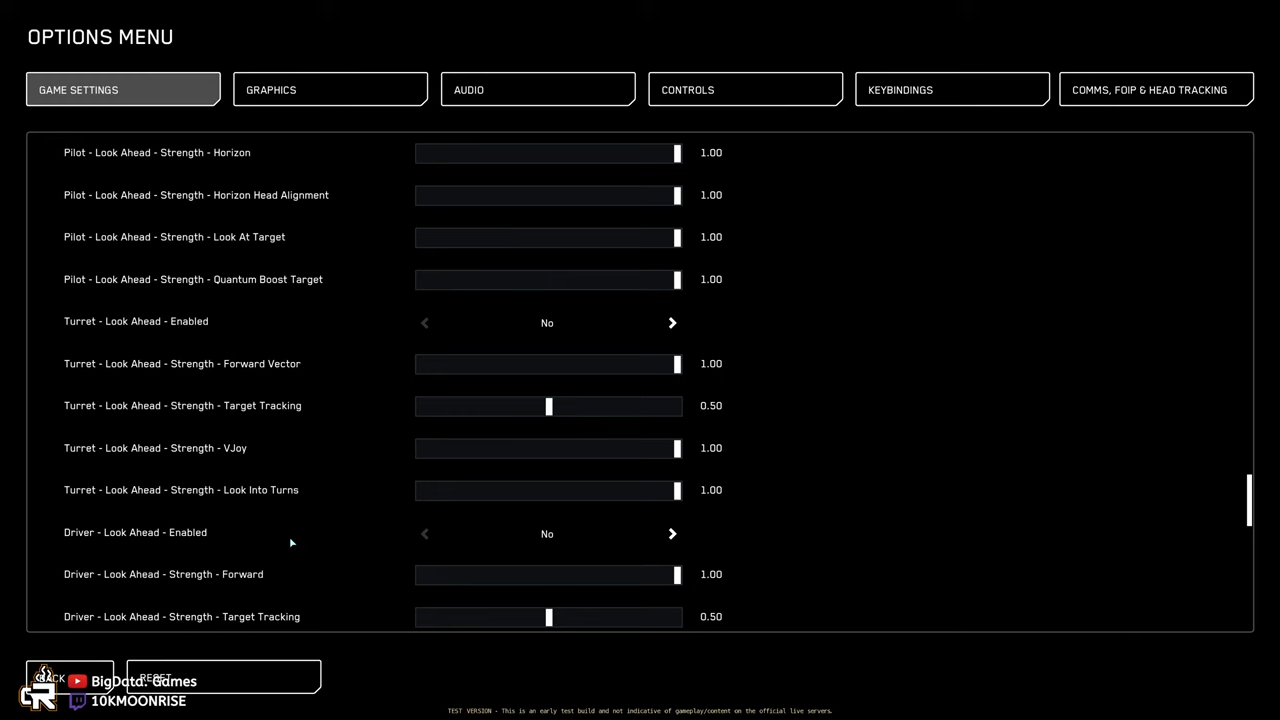 OPTIONS MENU
GAME SETTINGS
GRAPHICS
AUDIO
CONTROLS
KEYBINDINGS
COMMS, FOIP & HEAD TRACKING
Pilot - Look Ahead - Strength - Horizon 1.00
Pilot - Look Ahead - Strength - Horizon Head Alignment 1.00
Pilot - Look Ahead - Strength - Look At Target 1.00
Pilot - Look Ahead - Strength - Quantum Boost Target 1.00
Turret - Look Ahead - Enabled No
Turret - Look Ahead - Strength - Forward Vector 1.00
Turret - Look Ahead - Strength - Target Tracking 0.50
Turret - Look Ahead - Strength - VJoy 1.00
Turret - Look Ahead - Strength - Look Into Turns 1.00
Driver - Look Ahead - Enabled No
Driver - Look Ahead - Strength - Forward 1.00
Driver - Look Ahead - Strength - Target Tracking 0.50
BACK
RESET
BigData. Games
10KMOONRISE
TEST VERSION - This is an early test build and not indicative of gameplay/content on the official live servers.